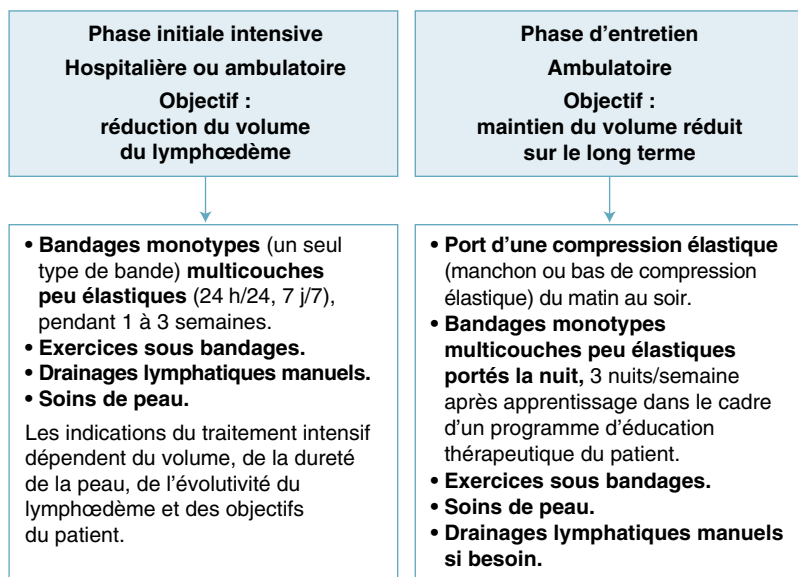 Phase initiale intensive
Hospitalière ou ambulatoire
Objectif :
réduction du volume
du lymphœdème
• Bandages monotypes (un seul
type de bande) multicouches
peu élastiques (24 h/24, 7 j/7),
pendant 1 à 3 semaines.
• Exercices sous bandages.
• Drainages lymphatiques manuels.
• Soins de peau.
Les indications du traitement intensif
dépendent du volume, de la dureté
de la peau, de l’évolutivité du
lymphœdème et des objectifs
du patient.
Phase d’entretien
Ambulatoire
Objectif :
maintien du volume réduit
sur le long terme
• Port d’une compression élastique
(manchon ou bas de compression
élastique) du matin au soir.
• Bandages monotypes
multicouches peu élastiques
portés la nuit, 3 nuits/semaine
après apprentissage dans le cadre
d’un programme d’éducation
thérapeutique du patient.
• Exercices sous bandages.
• Soins de peau.
• Drainages lymphatiques manuels
si besoin.